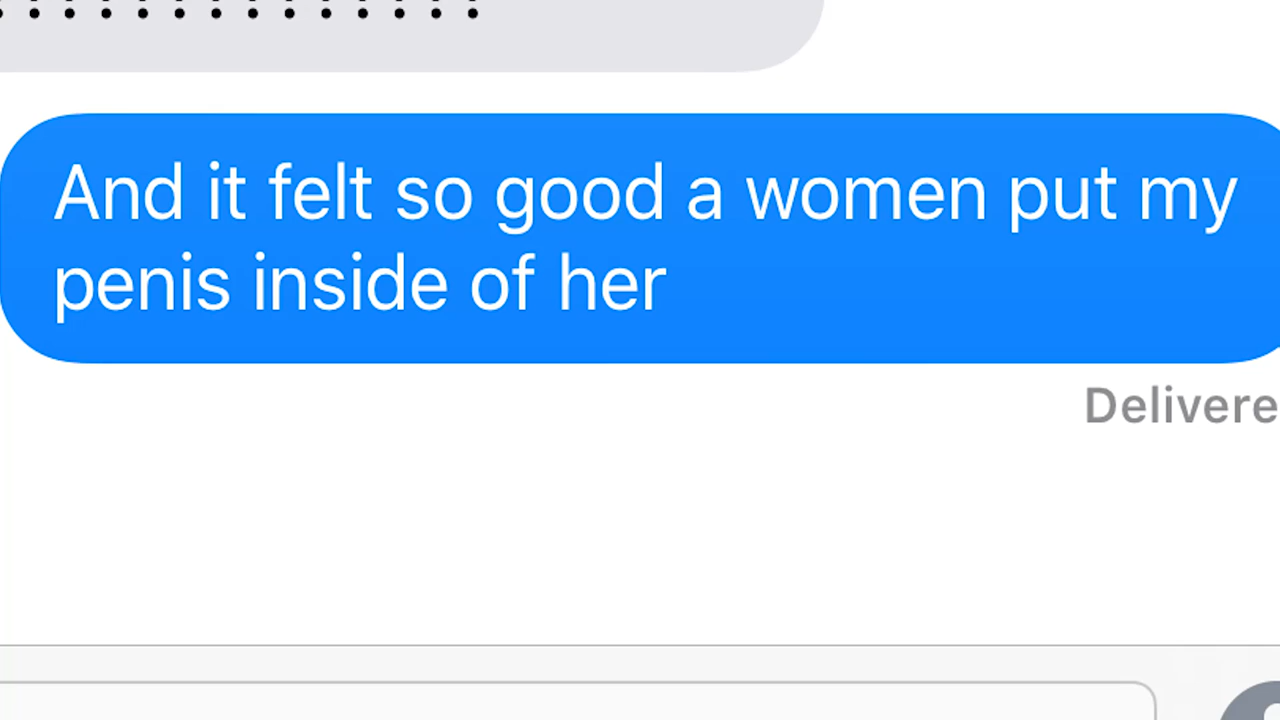 And it felt so good a women put my
penis inside of her
Delivere